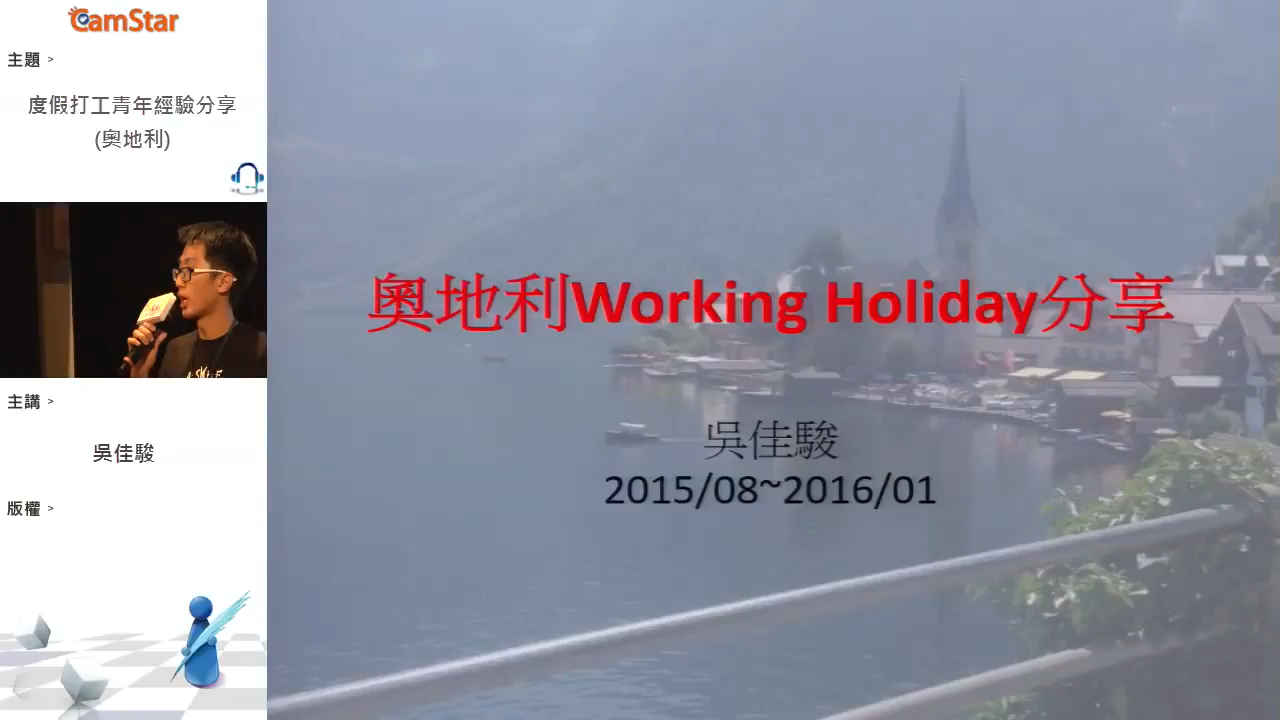 CamStar
主題 >
度假打工青年經驗分享
(奧地利)
主講 >
吳佳駿
版權 >
奧地利Working Holiday分享
吳佳駿
2015/08~2016/01